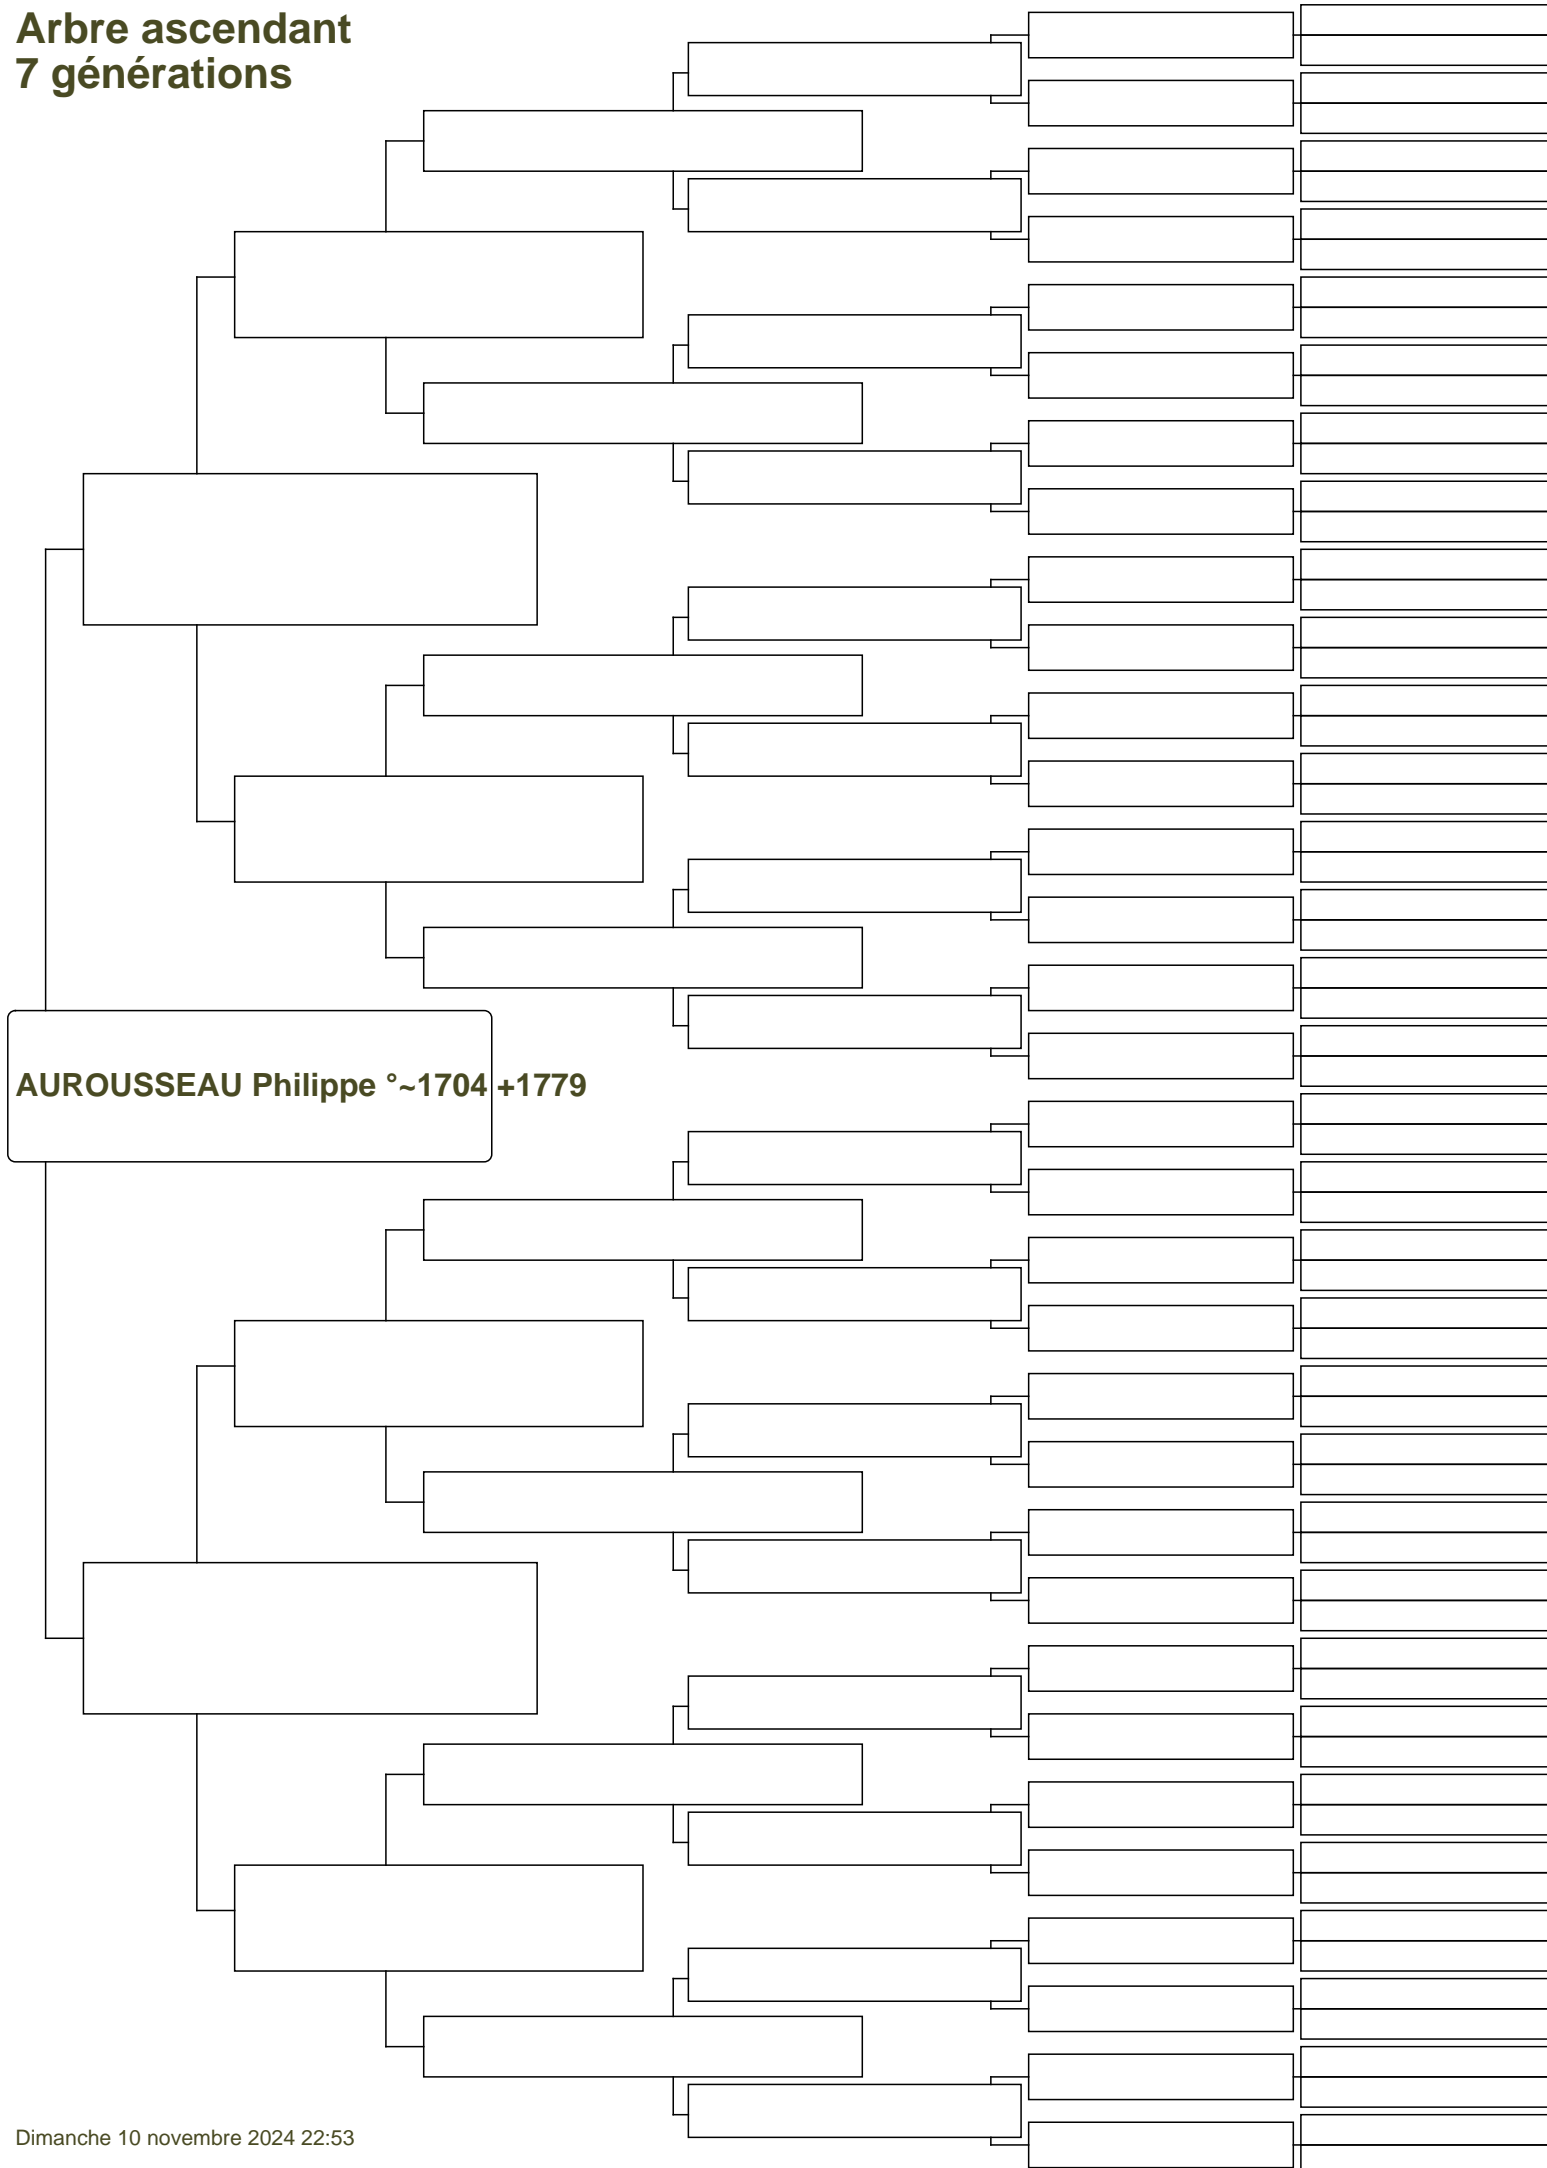 Arbre ascendant
7 générations
AUROUSSEAU Philippe °~1704 +1779
Dimanche 10 novembre 2024 22:53